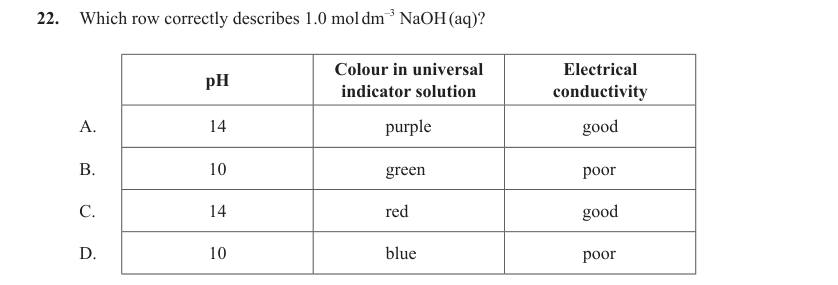 22. Which row correctly describes 1.0 mol dm⁻³ NaOH (aq)?
pH Colour in universal indicator solution Electrical conductivity
A. 14 purple good
B. 10 green poor
C. 14 red good
D. 10 blue poor